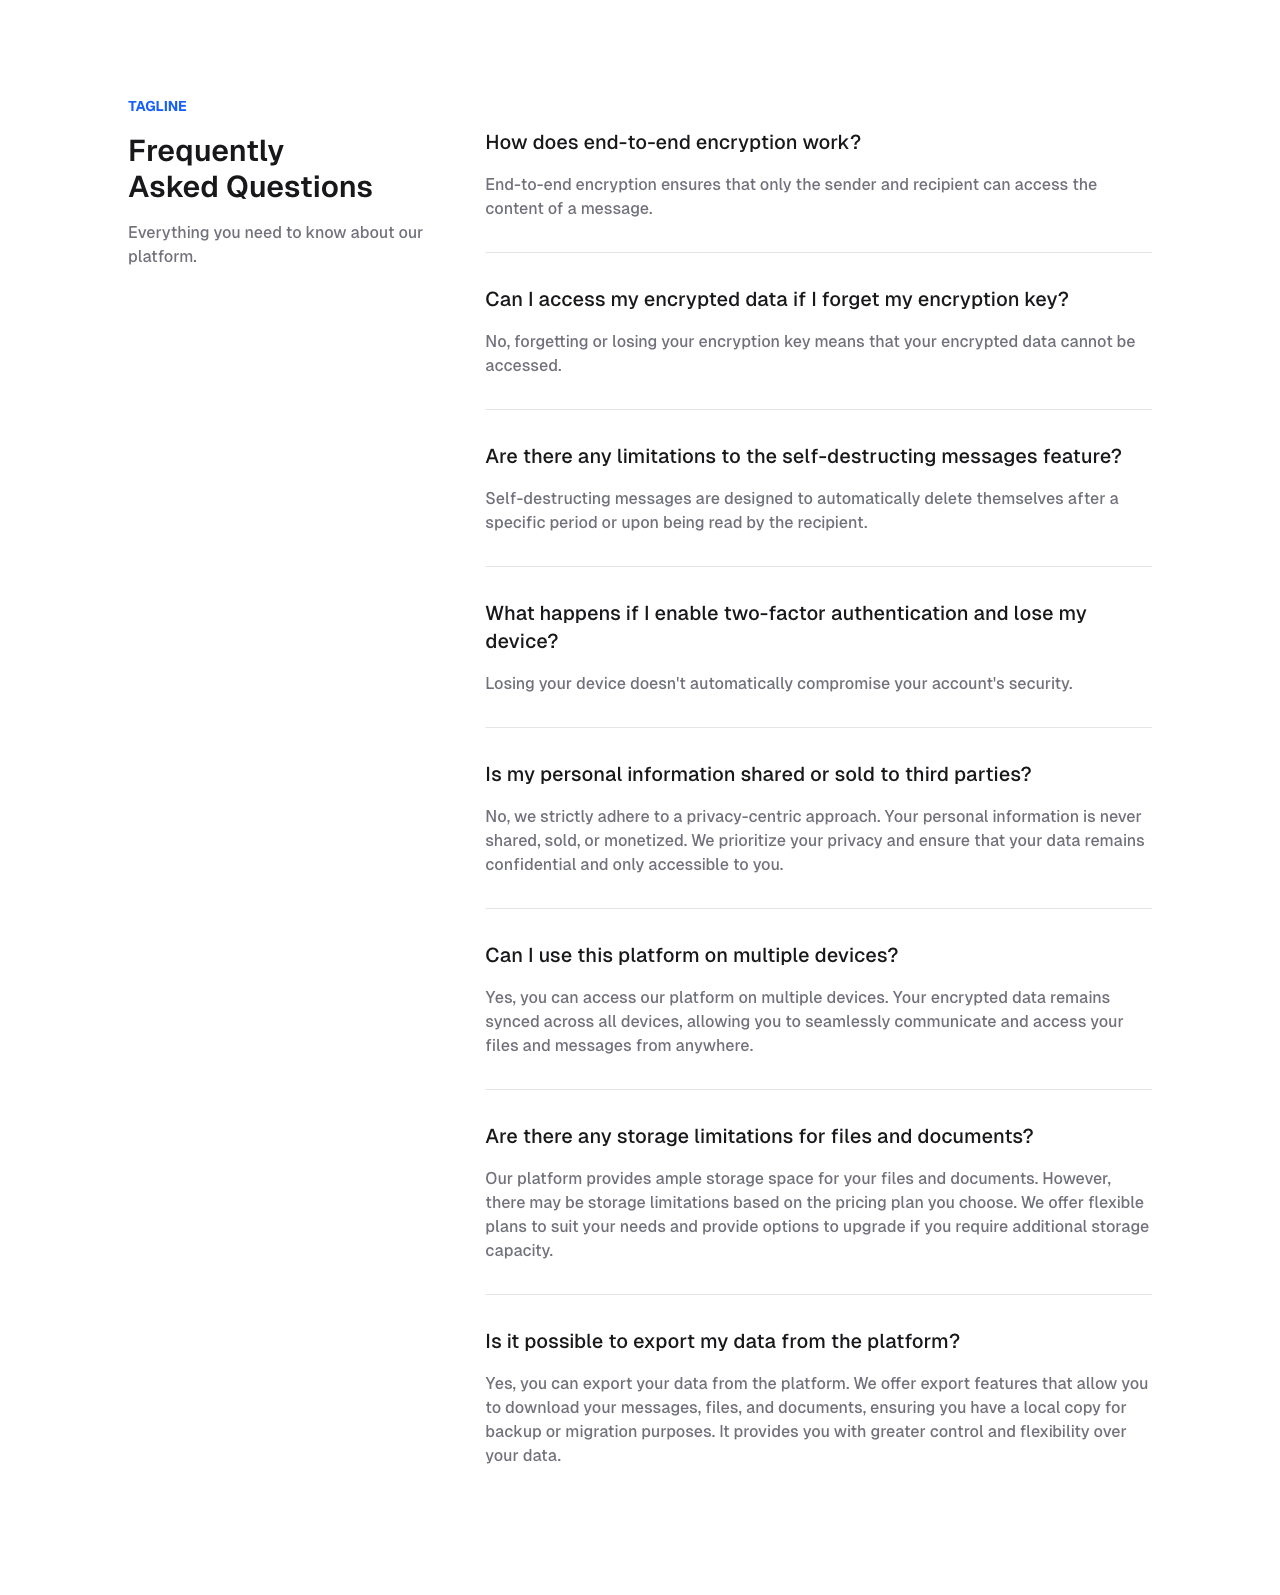 TAGLINE
Frequently
Asked Questions
Everything you need to know about our
platform.
How does end-to-end encryption work?
End-to-end encryption ensures that only the sender and recipient can access the
content of a message.
Can I access my encrypted data if I forget my encryption key?
No, forgetting or losing your encryption key means that your encrypted data cannot be
accessed.
Are there any limitations to the self-destructing messages feature?
Self-destructing messages are designed to automatically delete themselves after a
specific period or upon being read by the recipient.
What happens if I enable two-factor authentication and lose my
device?
Losing your device doesn't automatically compromise your account's security.
Is my personal information shared or sold to third parties?
No, we strictly adhere to a privacy-centric approach. Your personal information is never
shared, sold, or monetized. We prioritize your privacy and ensure that your data remains
confidential and only accessible to you.
Can I use this platform on multiple devices?
Yes, you can access our platform on multiple devices. Your encrypted data remains
synced across all devices, allowing you to seamlessly communicate and access your
files and messages from anywhere.
Are there any storage limitations for files and documents?
Our platform provides ample storage space for your files and documents. However,
there may be storage limitations based on the pricing plan you choose. We offer flexible
plans to suit your needs and provide options to upgrade if you require additional storage
capacity.
Is it possible to export my data from the platform?
Yes, you can export your data from the platform. We offer export features that allow you
to download your messages, files, and documents, ensuring you have a local copy for
backup or migration purposes. It provides you with greater control and flexibility over
your data.